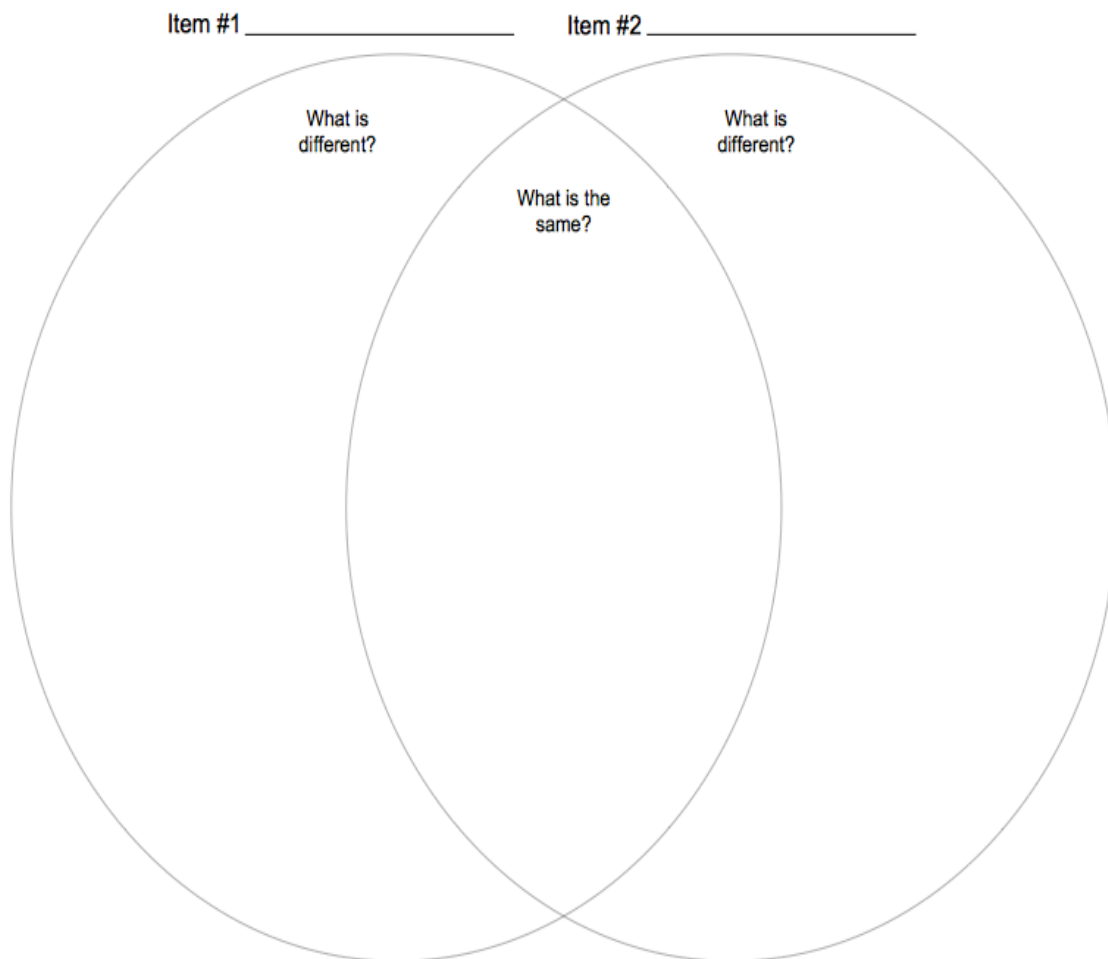 Item #1 Item #2
What is
different?
What is
different?
What is the
same?